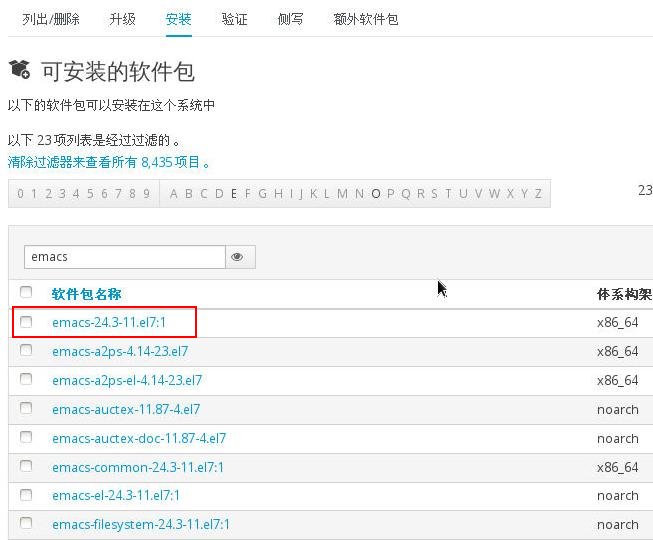 列出/删除 升级 安装 验证 侧写 额外软件包
可安装的软件包
以下的软件包可以安装在这个系统中
以下 23项列表是经过过滤的 。
清除过滤器来查看所有 8,435项目 。
0 1 2 3 4 5 6 7 8 9 A B C D E F G H I J K L M N O P Q R S T U V W X Y Z 23
emacs
软件包名称 体系构架
emacs-24.3-11.el7:1 x86_64
emacs-a2ps-4.14-23.el7 x86_64
emacs-a2ps-el-4.14-23.el7 x86_64
emacs-auctex-11.87-4.el7 noarch
emacs-auctex-doc-11.87-4.el7 noarch
emacs-common-24.3-11.el7:1 x86_64
emacs-el-24.3-11.el7:1 noarch
emacs-filesystem-24.3-11.el7:1 noarch